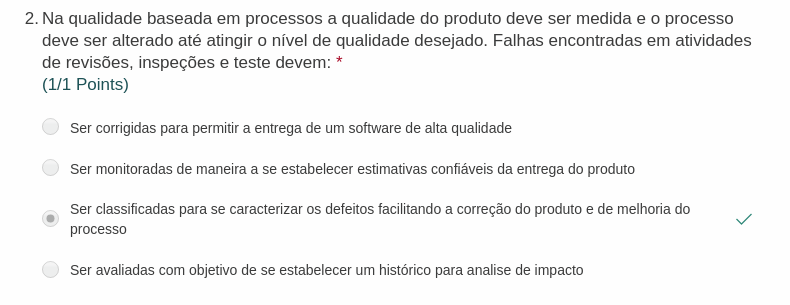 2. Na qualidade baseada em processos a qualidade do produto deve ser medida e o processo
deve ser alterado até atingir o nível de qualidade desejado. Falhas encontradas em atividades
de revisões, inspeções e teste devem: *
(1/1 Points)
Ser corrigidas para permitir a entrega de um software de alta qualidade
Ser monitoradas de maneira a se estabelecer estimativas confiáveis da entrega do produto
Ser classificadas para se caracterizar os defeitos facilitando a correção do produto e de melhoria do
processo
Ser avaliadas com objetivo de se estabelecer um histórico para analise de impacto